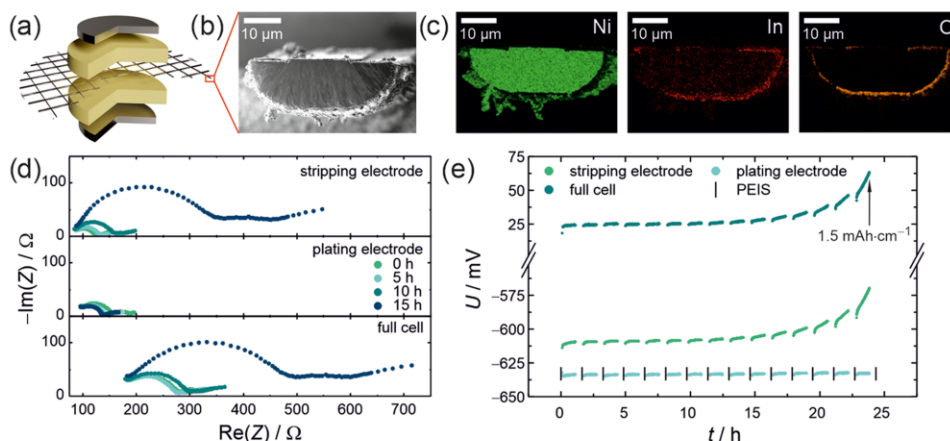 (a)
(b)
10 µm
(c)
10 µm
Ni
10 µm
In
10 µm
(d)
100
0
100
0
100
0
−Im(Z) / Ω
stripping electrode
plating electrode
0 h
5 h
10 h
15 h
full cell
100 200 300 400 500 600 700
Re(Z) / Ω
(e)
75
50
25
−575
−600
−625
−650
U / mV
stripping electrode
plating electrode
full cell
PEIS
1.5 mAh·cm⁻¹
0 5 10 15 20 25
t / h